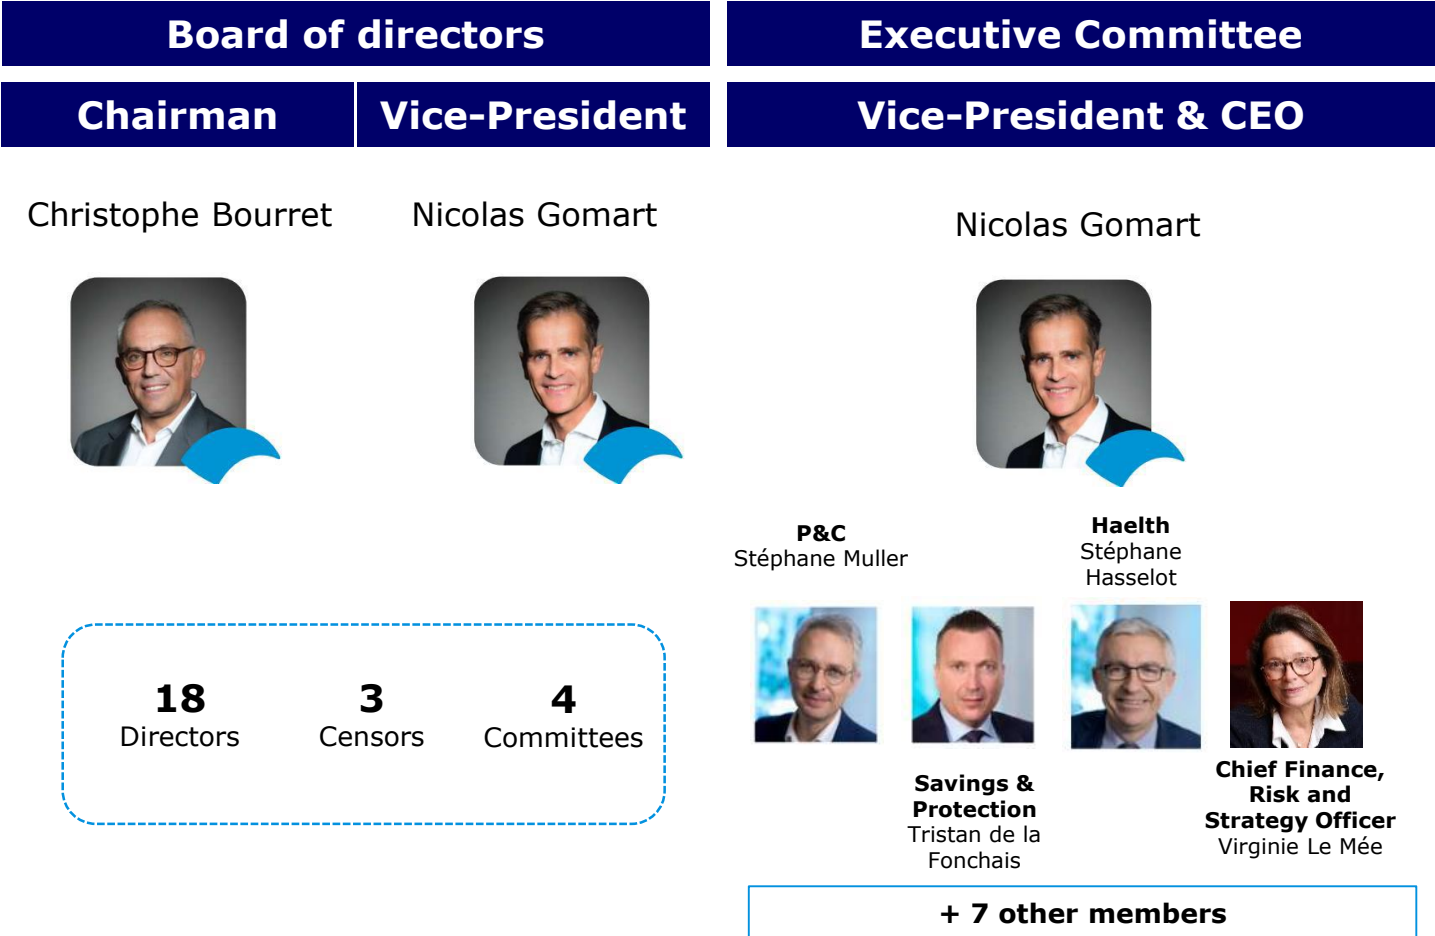 Board of directors
Chairman
Vice-President
Christophe Bourret
Nicolas Gomart
18
Directors
3
Censors
4
Committees
Executive Committee
Vice-President & CEO
Nicolas Gomart
P&C
Stéphane Muller
Haelth
Stéphane
Hasselot
Savings &
Protection
Tristan de la
Fonchais
Chief Finance,
Risk and
Strategy Officer
Virginie Le Mée
+ 7 other members